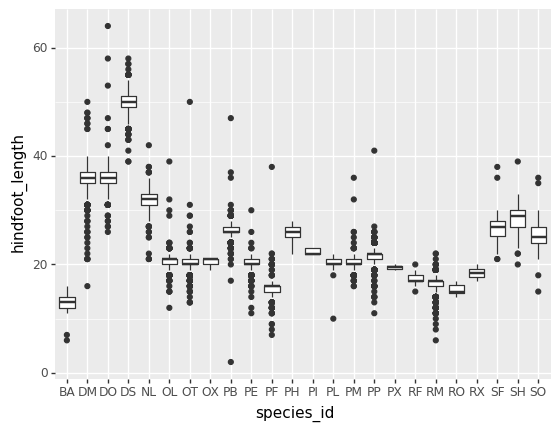 60
40
20
0
hindfoot_length
BA DM DO DS NL OL OT OX PB PE PF PH PI PL PM PP PX RF RM RO RX SF SH SO
species_id